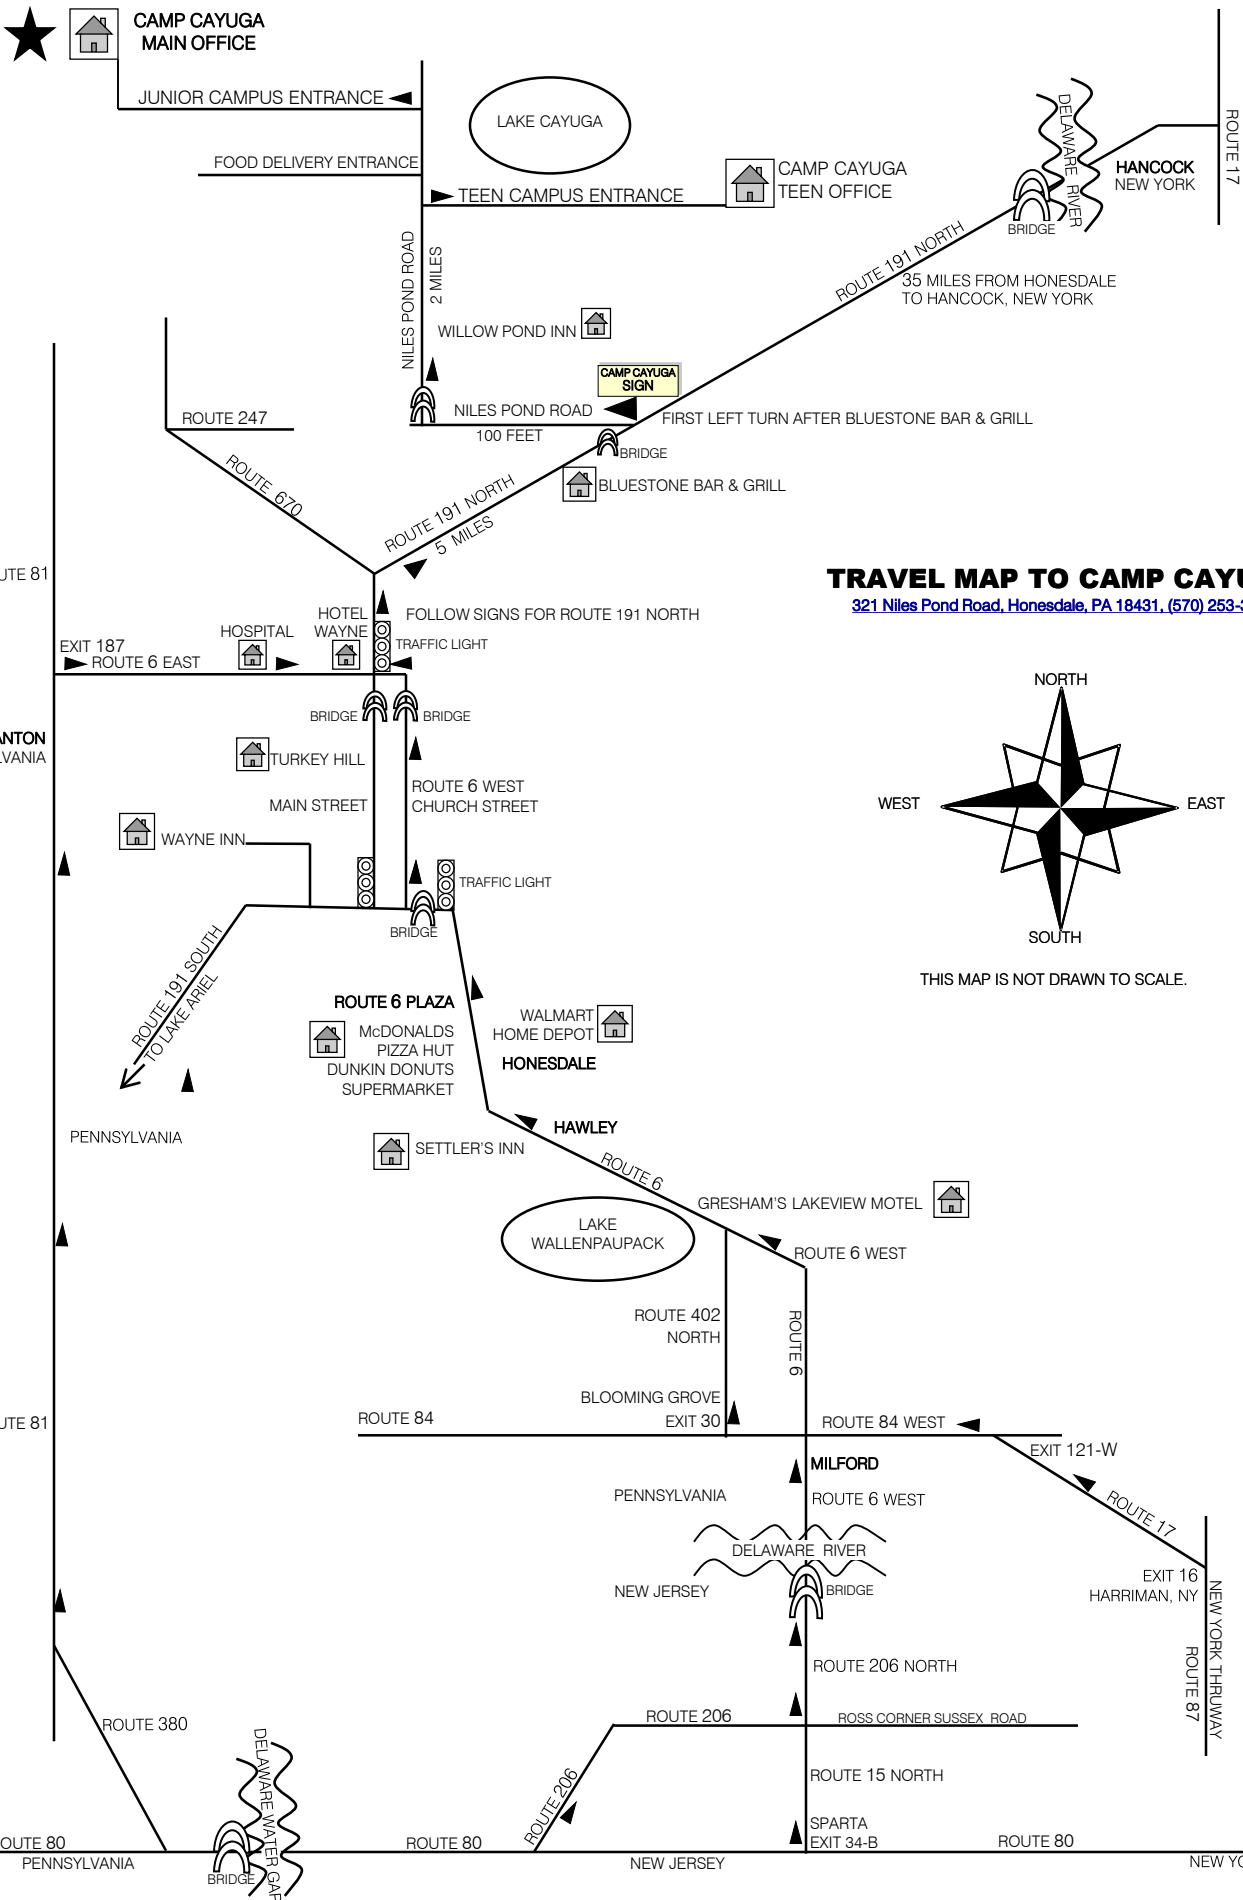 CAMP CAYUGA
MAIN OFFICE
JUNIOR CAMPUS ENTRANCE
LAKE CAYUGA
FOOD DELIVERY ENTRANCE
TEEN CAMPUS ENTRANCE
CAMP CAYUGA
TEEN OFFICE
DELAWARE RIVER
HANCOCK
NEW YORK
ROUTE 17
BRIDGE
ROUTE 191 NORTH
35 MILES FROM HONESDALE
TO HANCOCK, NEW YORK
NILES POND ROAD
2 MILES
WILLOW POND INN
CAMP CAYUGA
SIGN
NILES POND ROAD
100 FEET
FIRST LEFT TURN AFTER BLUESTONE BAR & GRILL
BRIDGE
BLUESTONE BAR & GRILL
ROUTE 247
ROUTE 670
ROUTE 191 NORTH
5 MILES
UTE 81
TRAVEL MAP TO CAMP CAYU
321 Niles Pond Road, Honesdale, PA 18431, (570) 253-3
HOTEL
WAYNE
FOLLOW SIGNS FOR ROUTE 191 NORTH
TRAFFIC LIGHT
HOSPITAL
EXIT 187
ROUTE 6 EAST
BRIDGE
BRIDGE
ANTON
LVANIA
TURKEY HILL
MAIN STREET
ROUTE 6 WEST
CHURCH STREET
NORTH
WEST
EAST
SOUTH
THIS MAP IS NOT DRAWN TO SCALE.
WAYNE INN
TRAFFIC LIGHT
BRIDGE
ROUTE 191 SOUTH
TO LAKE ARIEL
ROUTE 6 PLAZA
McDONALDS
PIZZA HUT
DUNKIN DONUTS
SUPERMARKET
WALMART
HOME DEPOT
HONESDALE
PENNSYLVANIA
HAWLEY
SETTLER'S INN
ROUTE 6
GRESHAM'S LAKEVIEW MOTEL
LAKE
WALLENPAUPACK
ROUTE 6 WEST
ROUTE 402
NORTH
ROUTE 6
BLOOMING GROVE
EXIT 30
UTE 81
ROUTE 84
ROUTE 84 WEST
EXIT 121-W
MILFORD
PENNSYLVANIA
ROUTE 6 WEST
ROUTE 17
DELAWARE RIVER
NEW JERSEY
BRIDGE
EXIT 16
HARRIMAN, NY
NEW YORK THRUWAY
ROUTE 87
ROUTE 206 NORTH
ROUTE 380
ROUTE 206
ROSS CORNER SUSSEX ROAD
DELAWARE WATER GAP
ROUTE 206
ROUTE 15 NORTH
SPARTA
EXIT 34-B
OUTE 80
PENNSYLVANIA
BRIDGE
ROUTE 80
NEW JERSEY
ROUTE 80
NEW YO